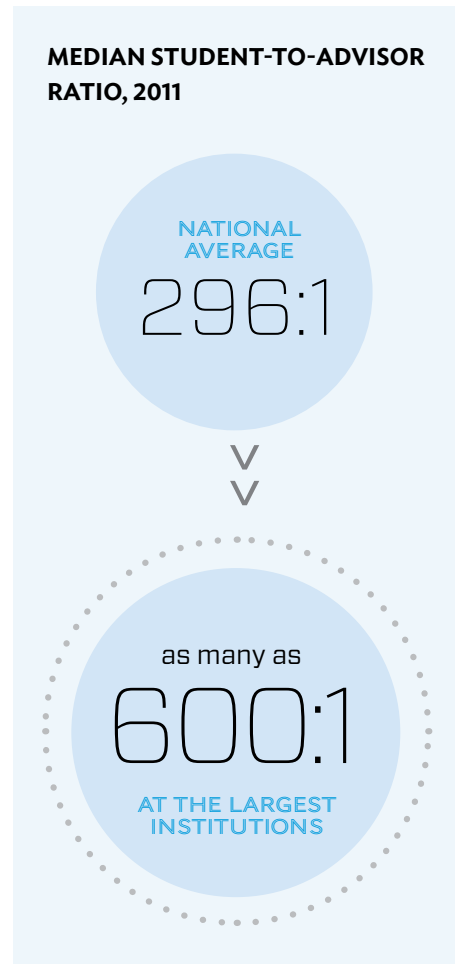 MEDIAN STUDENT-TO-ADVISOR
RATIO, 2011
NATIONAL
AVERAGE
296:1
as many as
600:1
AT THE LARGEST
INSTITUTIONS